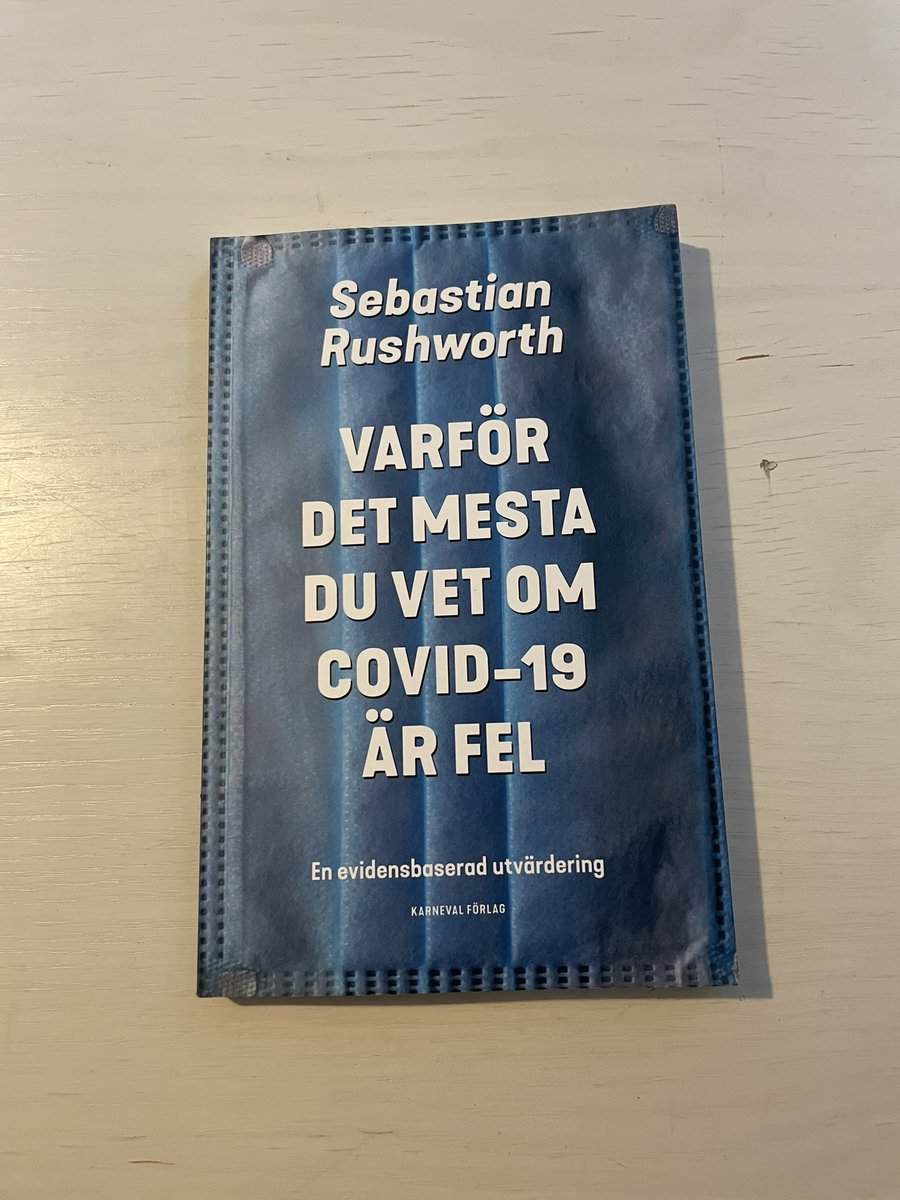 Sebastian
Rushworth
VARFÖR
DET MESTA
DU VET OM
COVID-19
ÄR FEL
En evidensbaserad utvärdering
KARNEVAL FÖRLAG